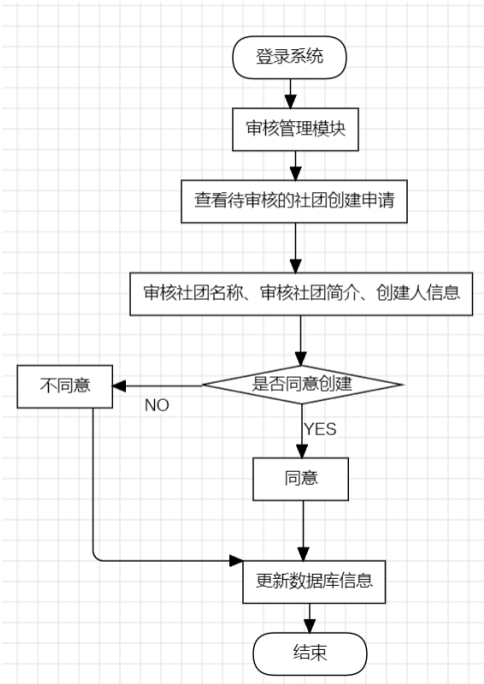 登录系统
审核管理模块
查看待审核的社团创建申请
审核社团名称、审核社团简介、创建人信息
是否同意创建
不同意
NO
YES
同意
更新数据库信息
结束